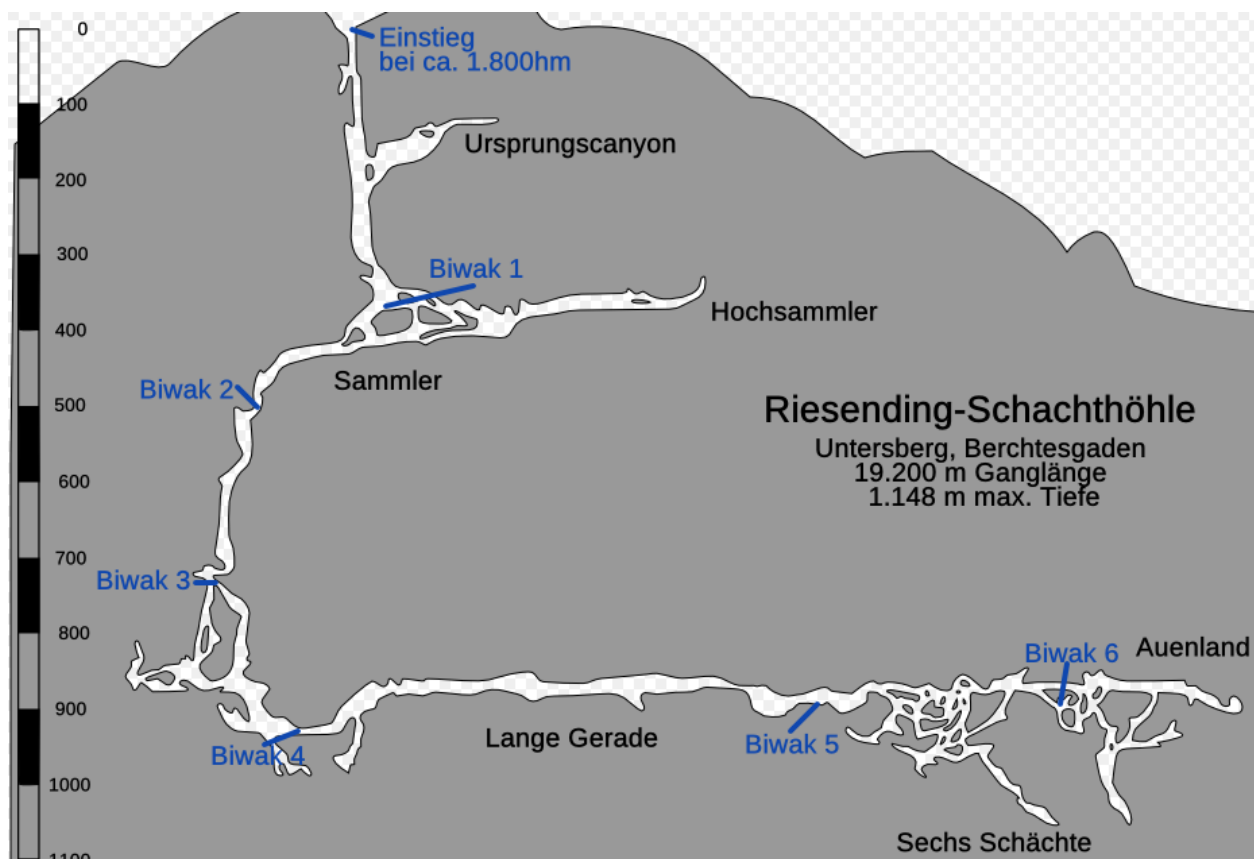 0
100
200
300
400
500
600
700
800
900
1000
1100
Einstieg
bei ca. 1.800hm
Ursprungscanyon
Biwak 1
Hochsammler
Sammler
Biwak 2
Riesending-Schachthöhle
Untersberg, Berchtesgaden
19.200 m Ganglänge
1.148 m max. Tiefe
Biwak 3
Auenland
Biwak 6
Lange Gerade
Biwak 5
Biwak 4
Sechs Schächte